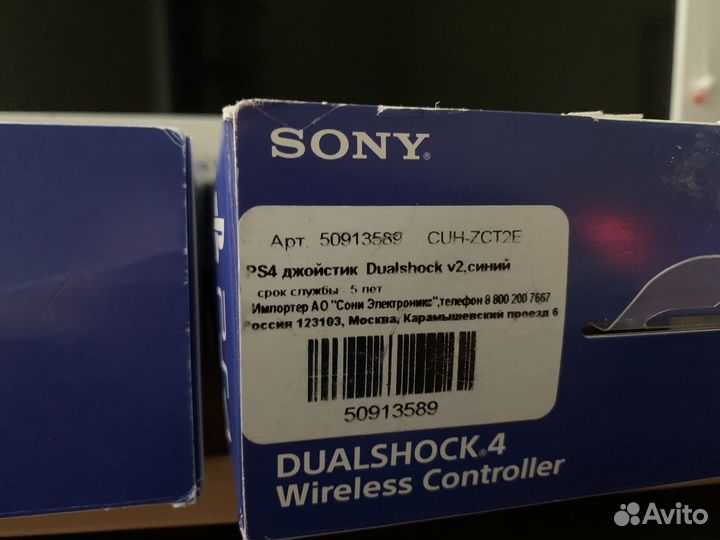 SONY
Арт. 50913589 CUH-ZCT2E
PS4 джойстик Dualshock v2,синий
срок службы 5 лет
Импортер АО "Сони Электроникс",телефон 8 800 200 7667
Россия 123103, Москва, Карамышевский проезд 6
50913589
DUALSHOCK®4
Wireless Controller
Avito